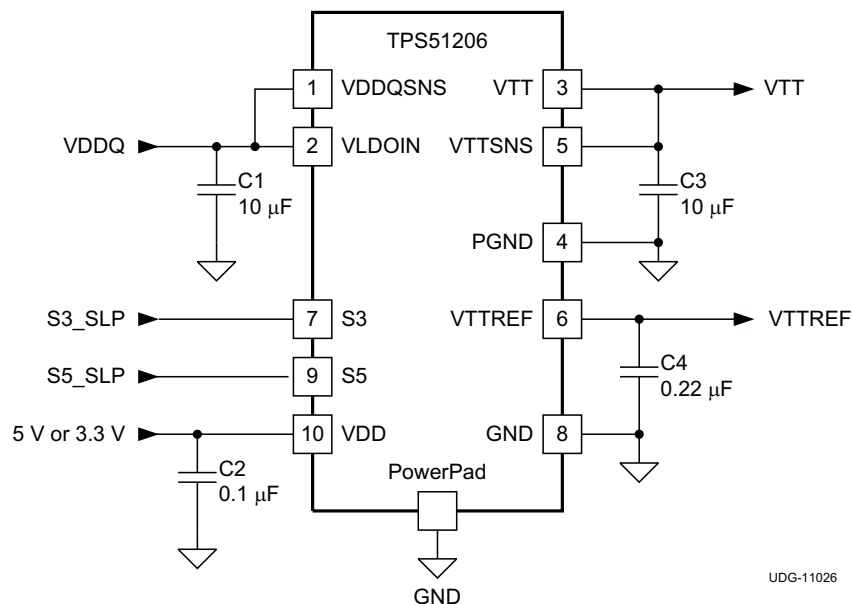 TPS51206
1 VDDQSNS VTT 3 VTT
VDDQ 2 VLDOIN VTTSNS 5
C1
10 μF
C3
10 μF
PGND 4
S3_SLP 7 S3 VTTREF 6 VTTREF
S5_SLP 9 S5
C4
0.22 μF
5 V or 3.3 V 10 VDD GND 8
C2
0.1 μF
PowerPad
GND
UDG-11026